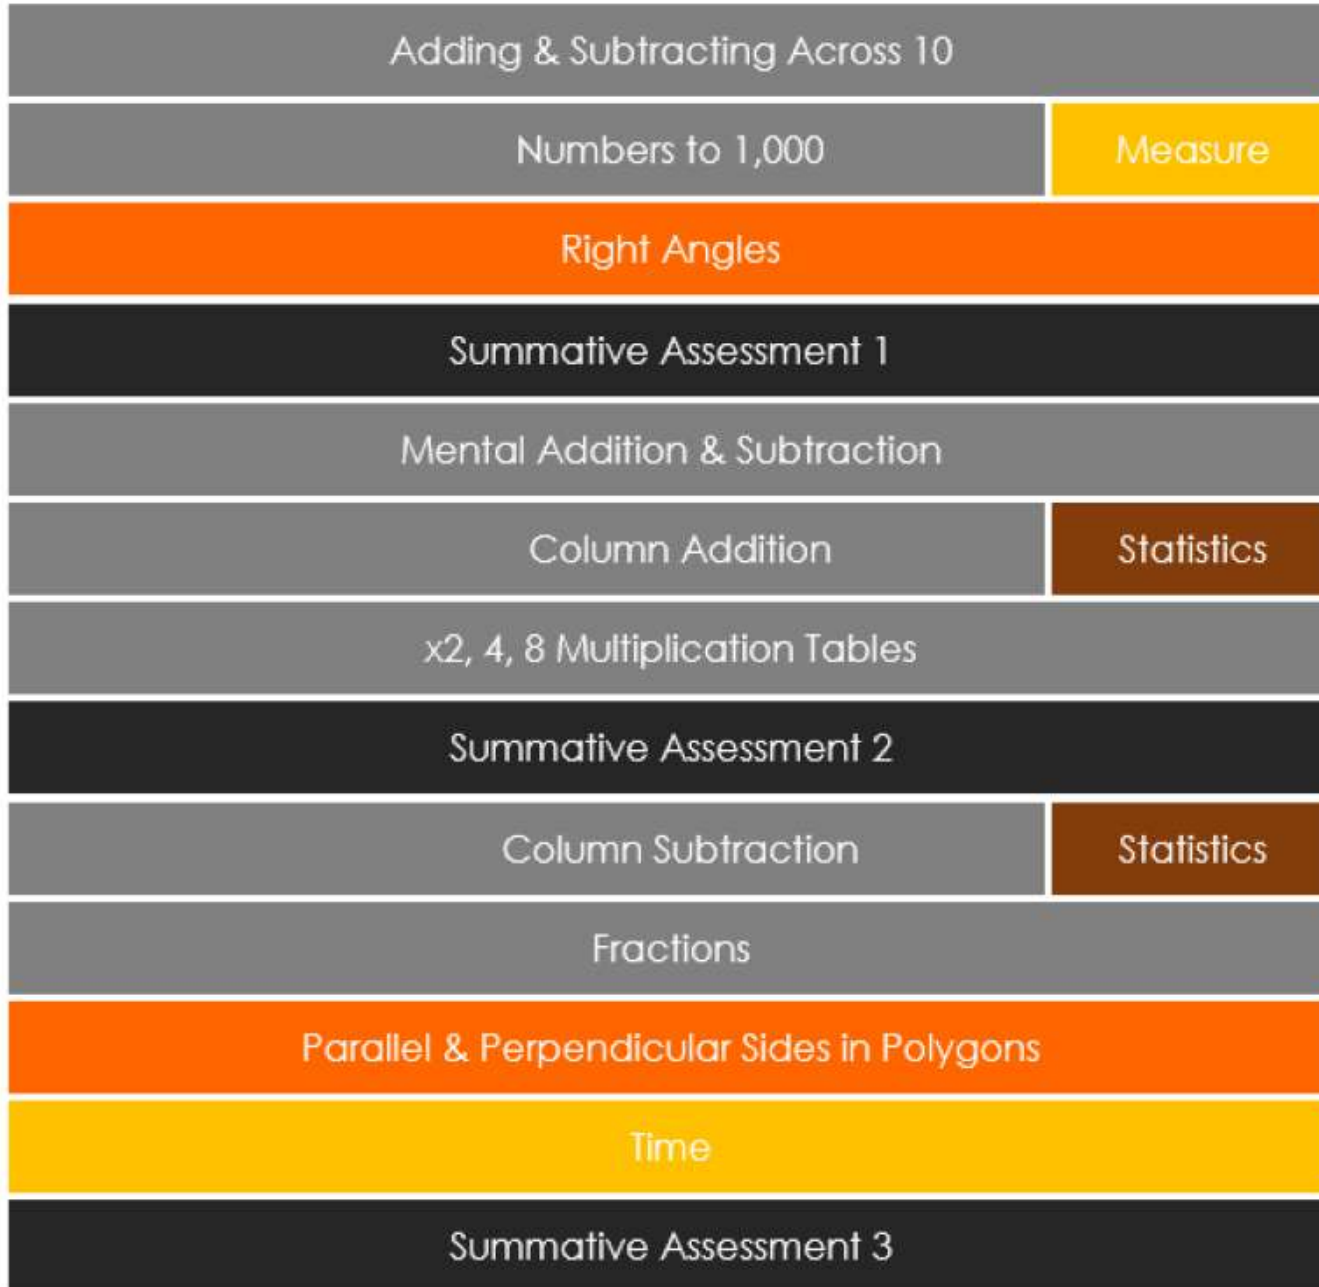 Adding & Subtracting Across 10
Numbers to 1,000
Measure
Right Angles
Summative Assessment 1
Mental Addition & Subtraction
Column Addition
Statistics
x2, 4, 8 Multiplication Tables
Summative Assessment 2
Column Subtraction
Statistics
Fractions
Parallel & Perpendicular Sides in Polygons
Time
Summative Assessment 3